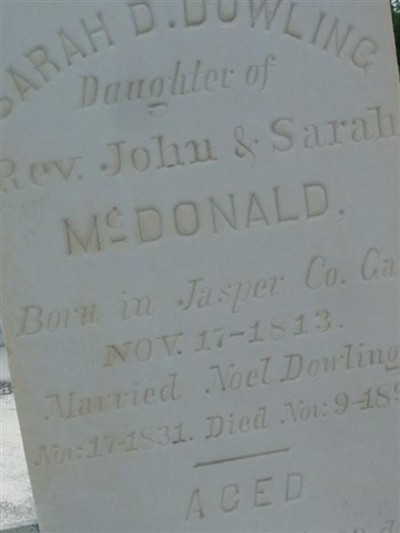 SARAH D. DOWLING
Daughter of
Rev. John & Sarah
McDONALD.
Born in Jasper Co. Ga
NOV. 17-1813.
Married Noel Dowling
Nov: 17-1831. Died Nov: 9-189
AGED